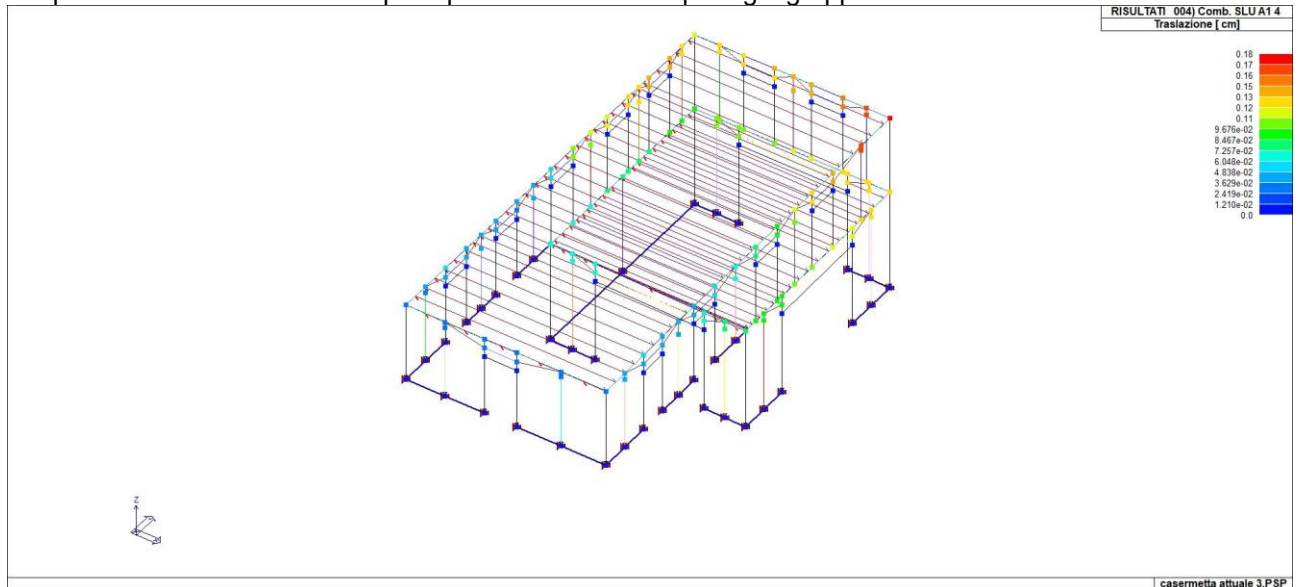 RISULTATI 004) Comb. SLU A1 4
Traslazione [ cm]
0.18
0.17
0.16
0.15
0.13
0.12
0.11
9.676e-02
8.467e-02
7.257e-02
6.048e-02
4.838e-02
3.629e-02
2.419e-02
1.210e-02
0.0
Z
casermetta attuale 3.PSP